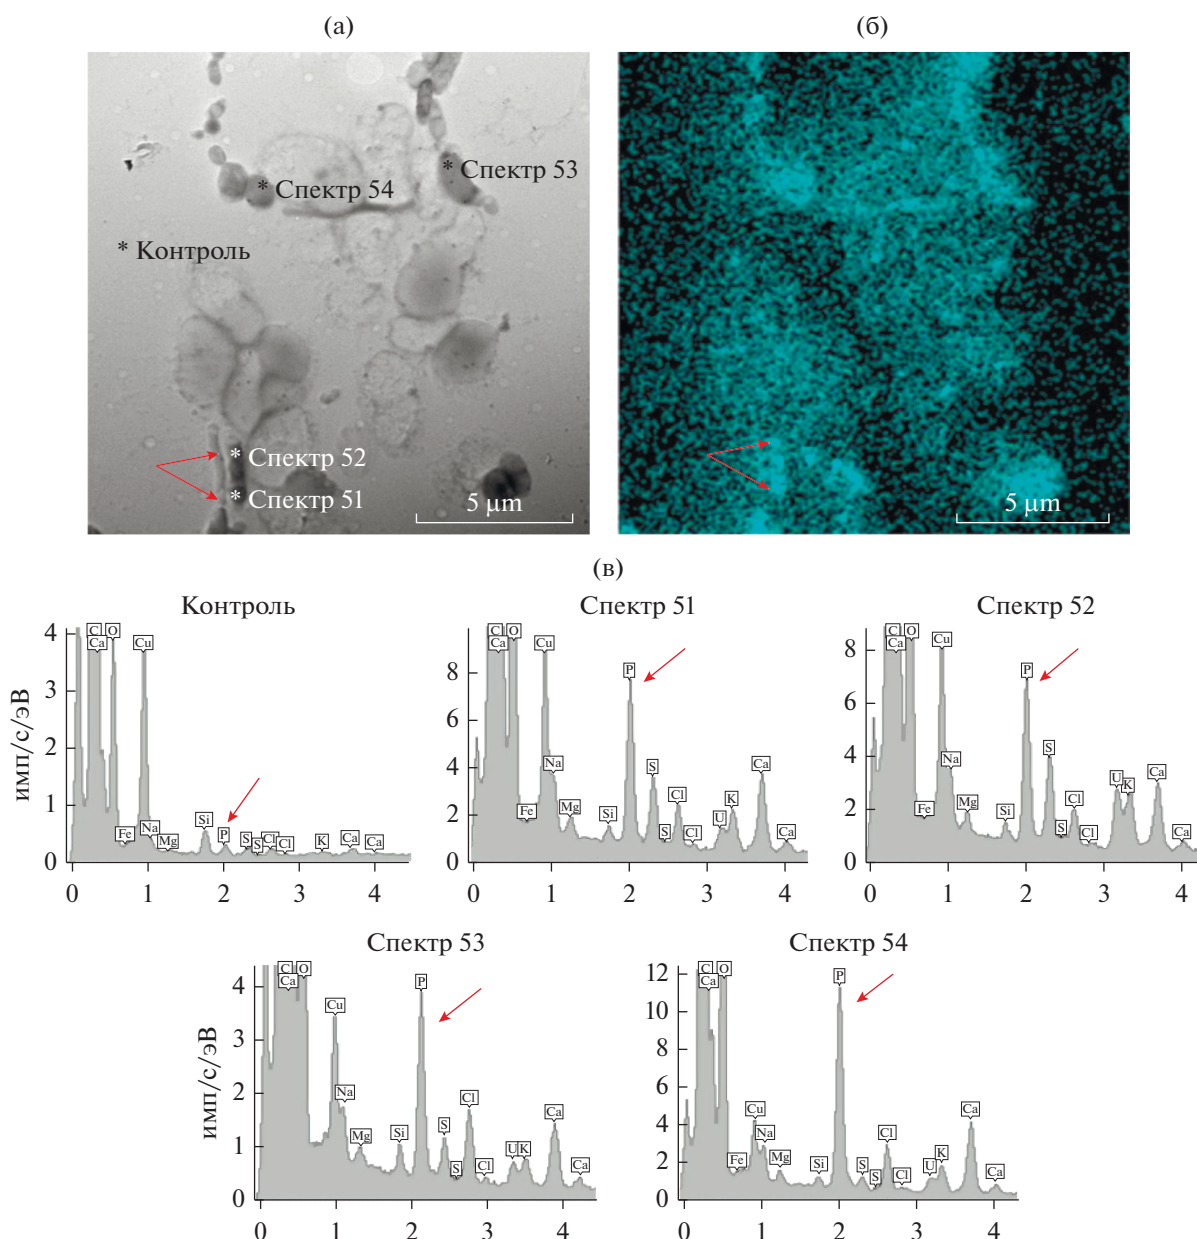 (а)
(б)
* Спектр 54
* Спектр 53
* Контроль
* Спектр 52
* Спектр 51
5 μm
5 μm
(в)
Контроль
имп/с/эВ
4
3
2
1
0
C
Ca
O
Cu
Fe
Na
Mg
Si
P
S
S
Cl
Cl
K
Ca
Ca
0 1 2 3 4
Спектр 51
8
6
4
2
0
C
Ca
O
Cu
Na
Fe
Mg
Si
P
S
S
Cl
Cl
U
K
Ca
Ca
0 1 2 3 4
Спектр 52
8
6
4
2
0
C
Ca
O
Cu
Na
Fe
Mg
Si
P
S
S
Cl
Cl
U
K
Ca
Ca
0 1 2 3 4
Спектр 53
имп/с/эВ
4
3
2
1
0
C
Ca
O
Cu
Na
Mg
Si
P
S
S
Cl
Cl
U
K
Ca
Ca
0 1 2 3 4
Спектр 54
12
10
8
6
4
2
0
C
Ca
O
Cu
Na
Fe
Mg
Si
P
S
S
Cl
Cl
U
K
Ca
Ca
0 1 2 3 4